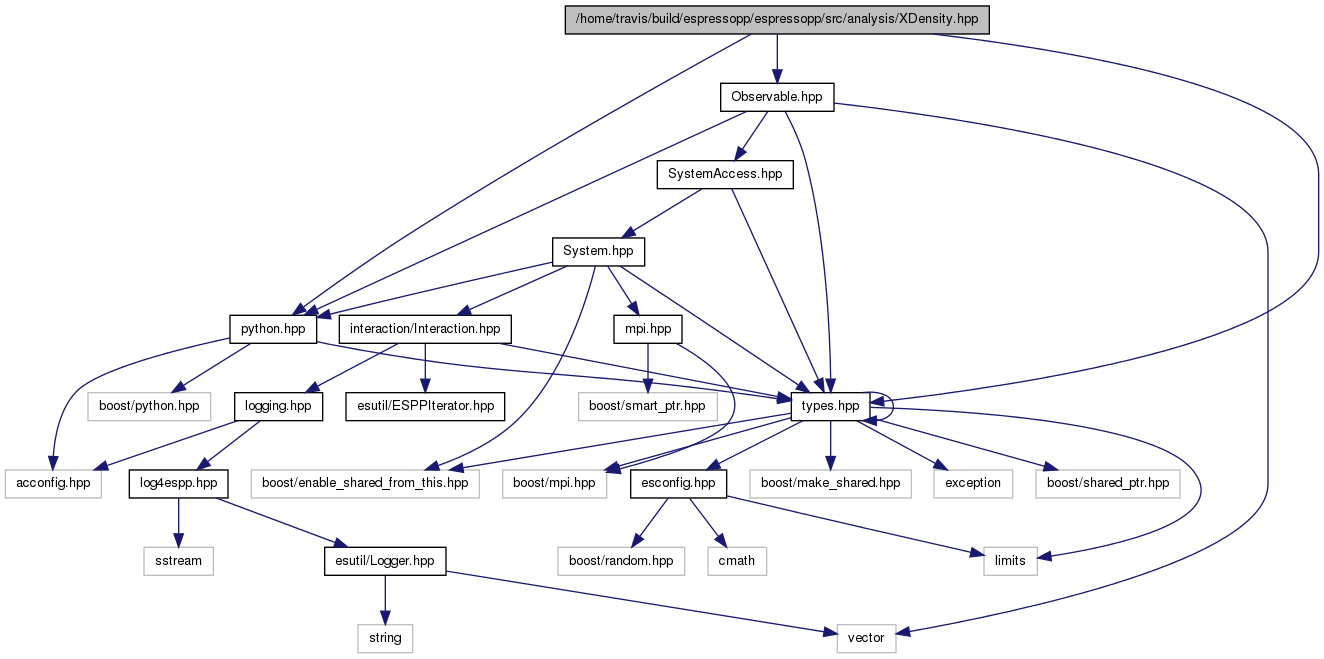 /home/travis/build/espressopp/espressopp/src/analysis/XDensity.hpp
Observable.hpp
SystemAccess.hpp
System.hpp
python.hpp
interaction/Interaction.hpp
mpi.hpp
boost/python.hpp
logging.hpp
esutil/ESPPIterator.hpp
boost/smart_ptr.hpp
types.hpp
acconfig.hpp
log4espp.hpp
boost/enable_shared_from_this.hpp
boost/mpi.hpp
esconfig.hpp
boost/make_shared.hpp
exception
boost/shared_ptr.hpp
sstream
esutil/Logger.hpp
boost/random.hpp
cmath
limits
string
vector